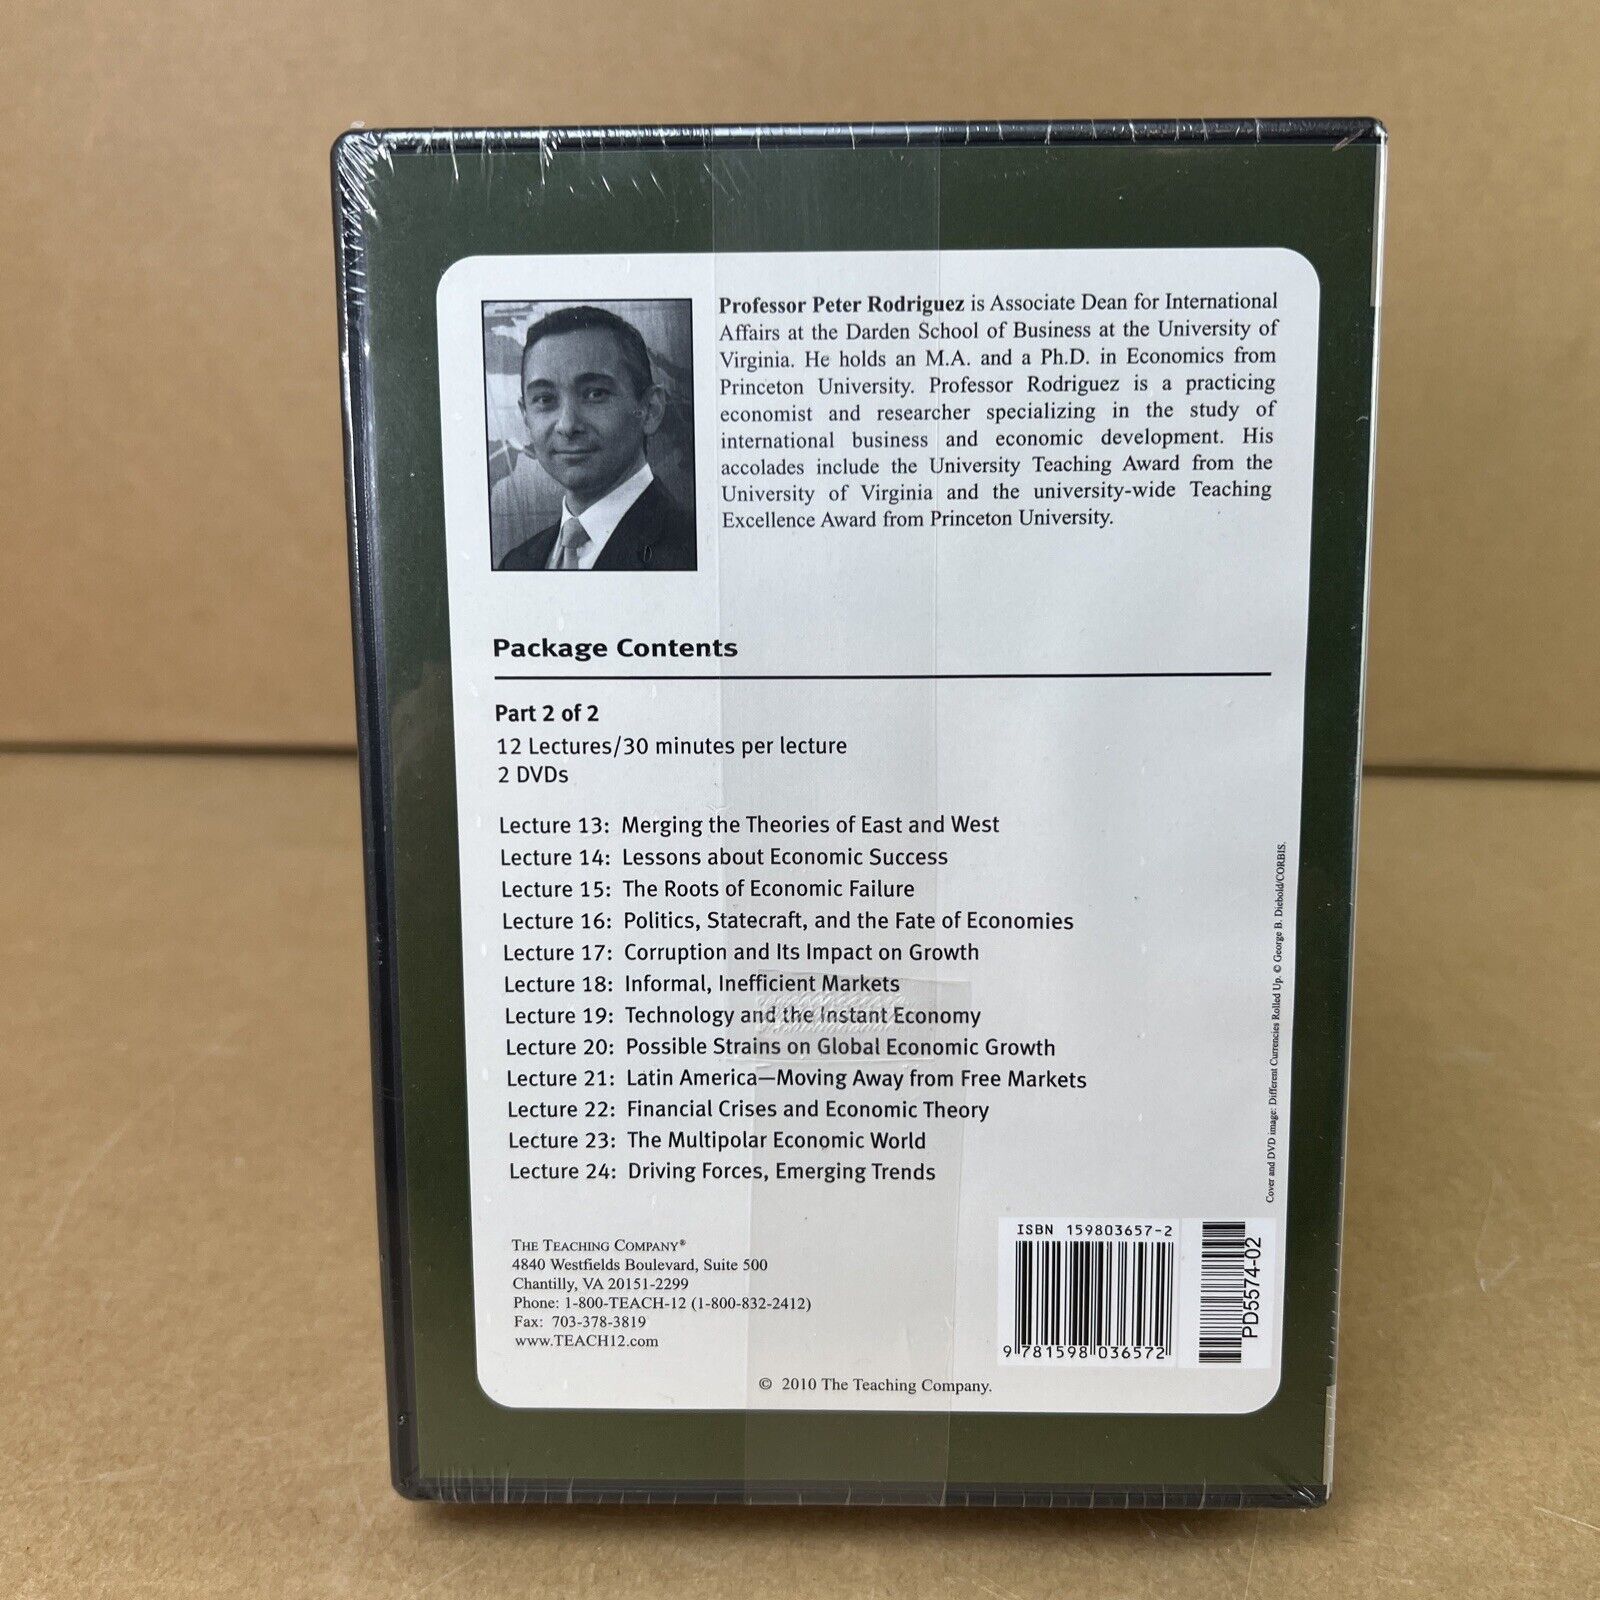 Professor Peter Rodriguez is Associate Dean for International
Affairs at the Darden School of Business at the University of
Virginia. He holds an M.A. and a Ph.D. in Economics from
Princeton University. Professor Rodriguez is a practicing
economist and researcher specializing in the study of
international business and economic development. His
accolades include the University Teaching Award from the
University of Virginia and the university-wide Teaching
Excellence Award from Princeton University.
Package Contents
Part 2 of 2
12 Lectures/30 minutes per lecture
2 DVDs
Lecture 13: Merging the Theories of East and West
Lecture 14: Lessons about Economic Success
Lecture 15: The Roots of Economic Failure
Lecture 16: Politics, Statecraft, and the Fate of Economies
Lecture 17: Corruption and Its Impact on Growth
Lecture 18: Informal, Inefficient Markets
Lecture 19: Technology and the Instant Economy
Lecture 20: Possible Strains on Global Economic Growth
Lecture 21: Latin America—Moving Away from Free Markets
Lecture 22: Financial Crises and Economic Theory
Lecture 23: The Multipolar Economic World
Lecture 24: Driving Forces, Emerging Trends
Cover and DVD image: Different Currencies Rolled Up. © George B. Diebold/CORBIS.
THE TEACHING COMPANY®
4840 Westfields Boulevard, Suite 500
Chantilly, VA 20151-2299
Phone: 1-800-TEACH-12 (1-800-832-2412)
Fax: 703-378-3819
www.TEACH12.com
ISBN 159803657-2
9 781598 036572
PD5574-02
© 2010 The Teaching Company.